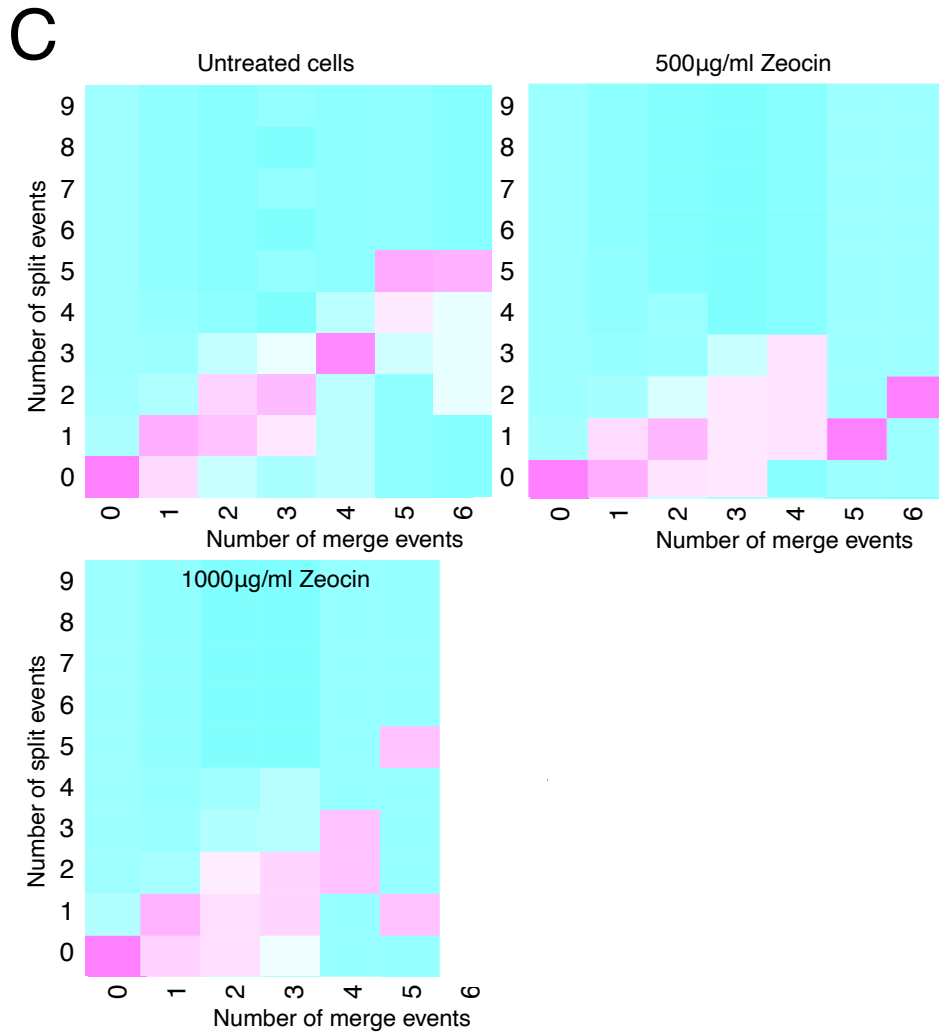 C
Untreated cells
Number of split events
9
8
7
6
5
4
3
2
1
0
0 1 2 3 4 5 6
Number of merge events
500µg/ml Zeocin
9
8
7
6
5
4
3
2
1
0
0 1 2 3 4 5 6
Number of merge events
1000µg/ml Zeocin
Number of split events
9
8
7
6
5
4
3
2
1
0
0 1 2 3 4 5 6
Number of merge events